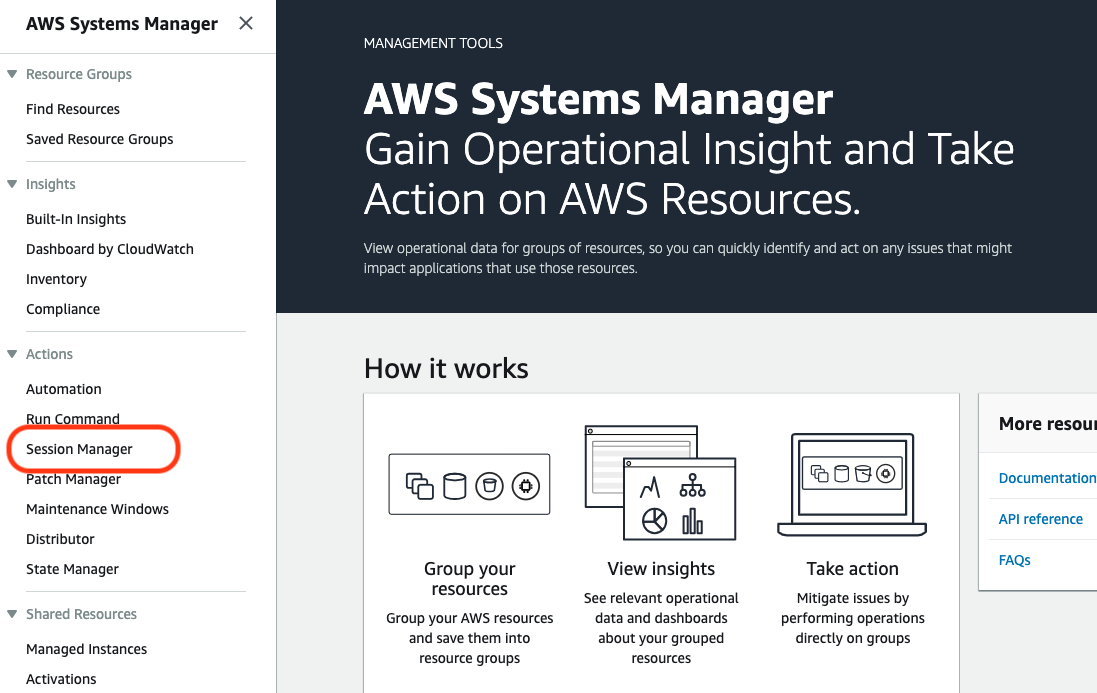 AWS Systems Manager
Resource Groups
Find Resources
Saved Resource Groups
Insights
Built-In Insights
Dashboard by CloudWatch
Inventory
Compliance
Actions
Automation
Run Command
Session Manager
Patch Manager
Maintenance Windows
Distributor
State Manager
Shared Resources
Managed Instances
Activations
MANAGEMENT TOOLS
AWS Systems Manager
Gain Operational Insight and Take
Action on AWS Resources.
View operational data for groups of resources, so you can quickly identify and act on any issues that might
impact applications that use those resources.
How it works
Group your
resources
Group your AWS resources
and save them into
resource groups
View insights
See relevant operational
data and dashboards
about your grouped
resources
Take action
Mitigate issues by
performing operations
directly on groups
More resour
Documentation
API reference
FAQs